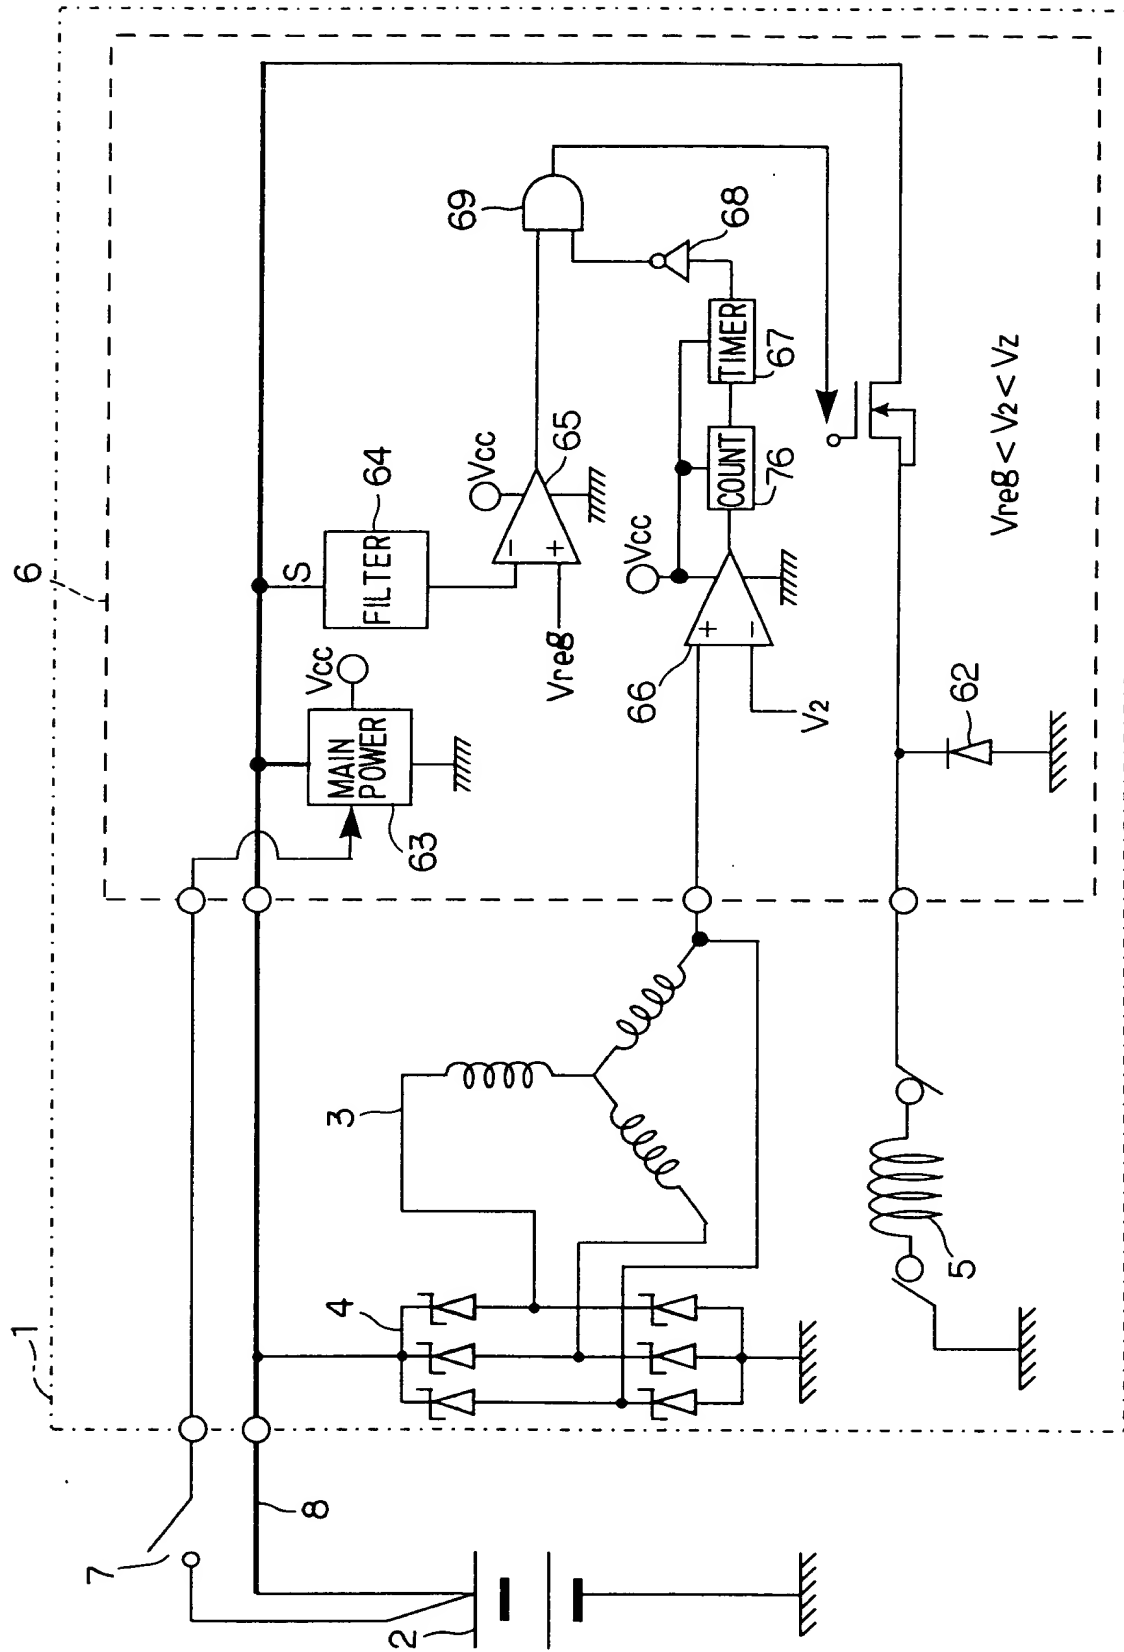 1
6
7
8
2
63
MAIN
POWER
Vcc
S
FILTER
64
Vcc
65
-
+
Vreg
69
68
3
4
66
+
-
V2
Vcc
COUNT
76
TIMER
67
5
62
Vreg < V2 < Vz